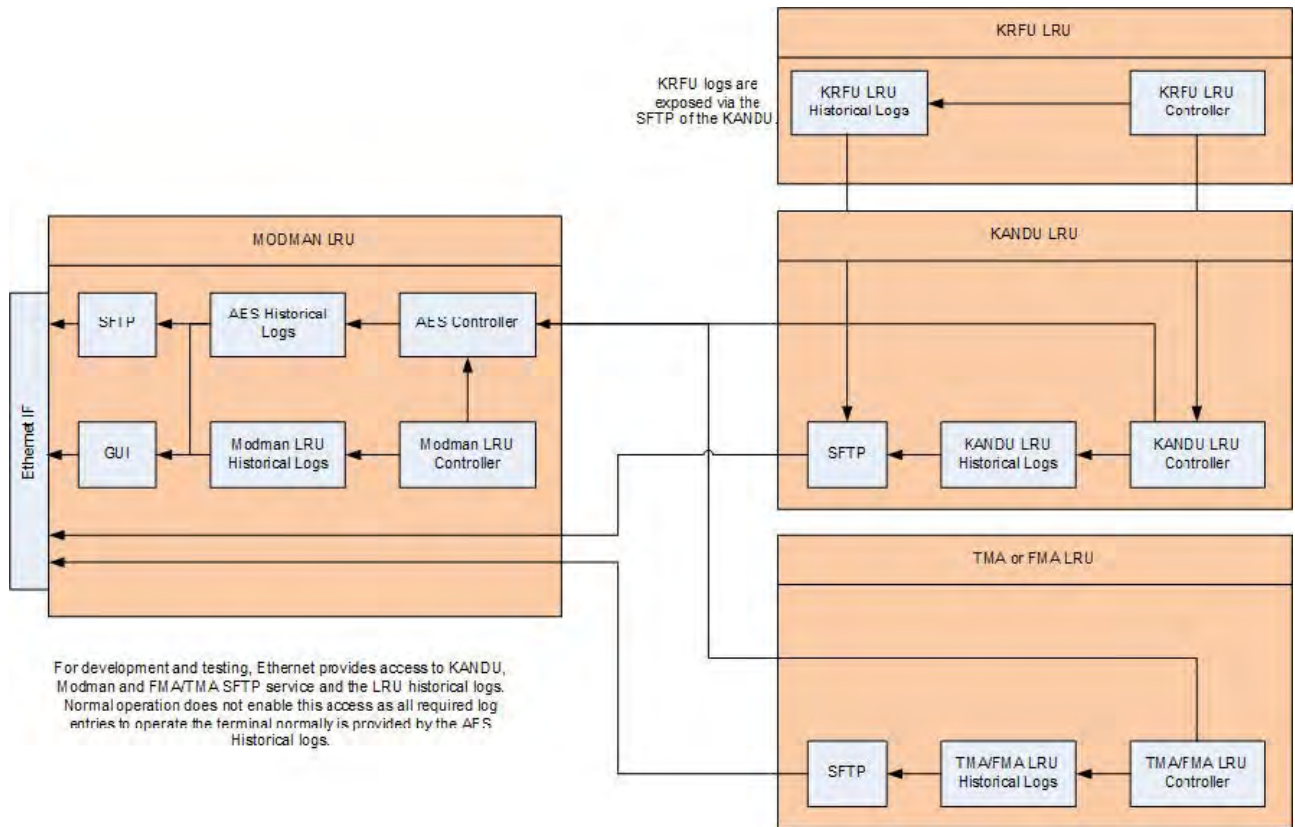 KRFU LRU
KRFU logs are
exposed via the
SFTP of the KANDU.
KRFU LRU
Historical Logs
KRFU LRU
Controller
MODMAN LRU
KANDU LRU
Ethernet IF
SFTP
AES Historical
Logs
AES Controller
GUI
Modman LRU
Historical Logs
Modman LRU
Controller
SFTP
KANDU LRU
Historical Logs
KANDU LRU
Controller
TMA or FMA LRU
For development and testing, Ethernet provides access to KANDU,
Modman and FMA/TMA SFTP service and the LRU historical logs.
Normal operation does not enable this access as all required log
entries to operate the terminal normally is provided by the AES
Historical logs.
SFTP
TMA/FMA LRU
Historical Logs
TMA/FMA LRU
Controller